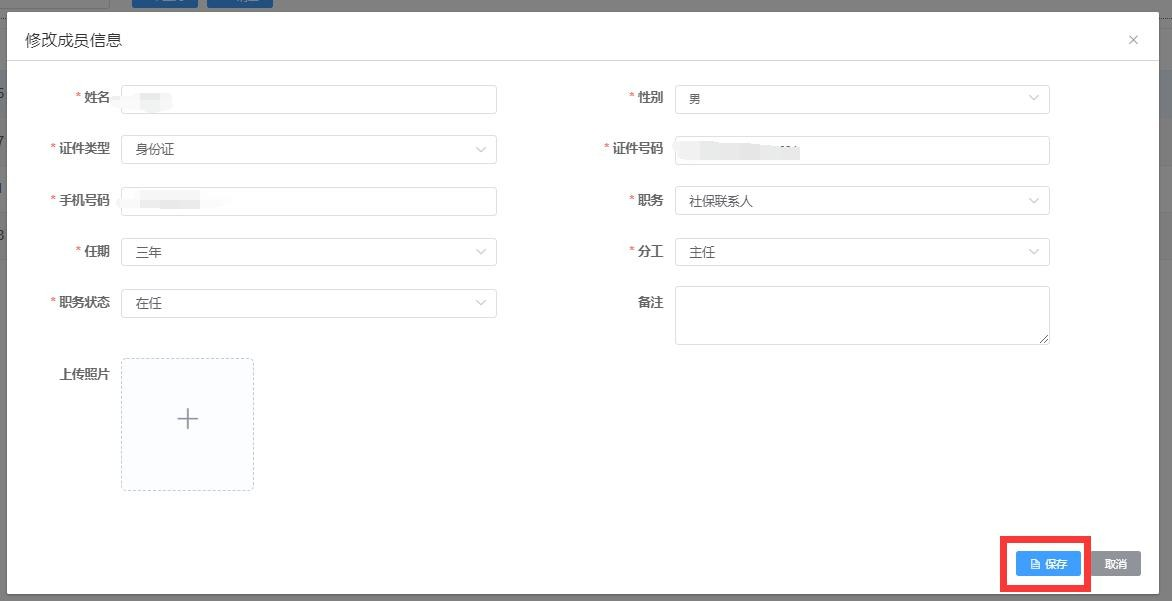 修改成员信息
* 姓名
* 性别 男
* 证件类型 身份证
* 证件号码
* 手机号码
* 职务 社保联系人
* 任期 三年
* 分工 主任
* 职务状态 在任
备注
上传照片
保存 取消